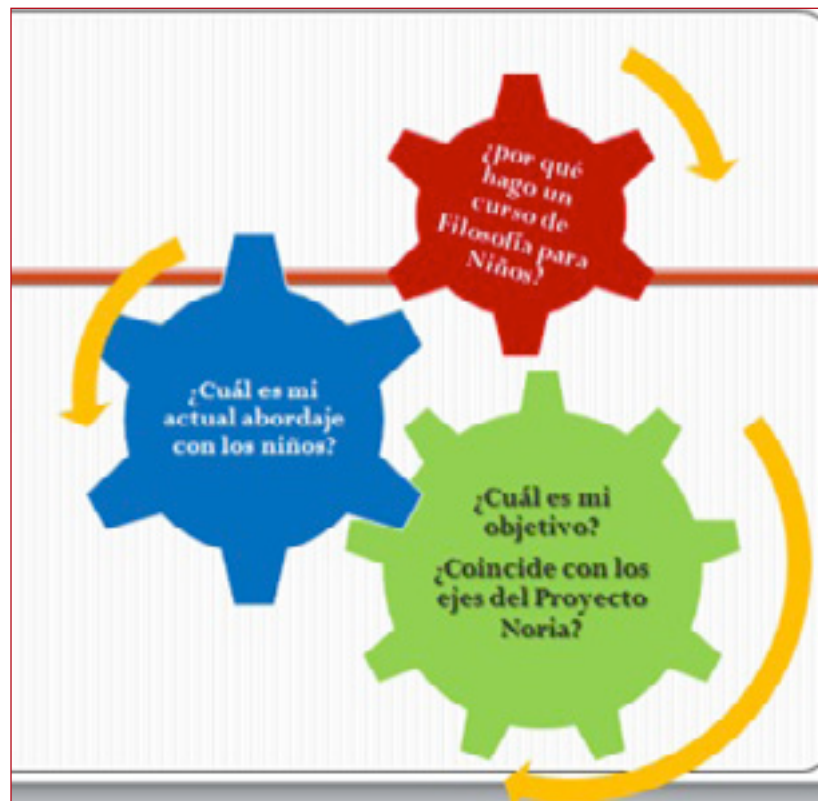 ¿por qué
hago un
curso de
Filosofía para
Niños?
¿Cuál es mi
actual abordaje
con los niños?
¿Cuál es mi
objetivo?
¿Coincide con los
ejes del Proyecto
Noria?